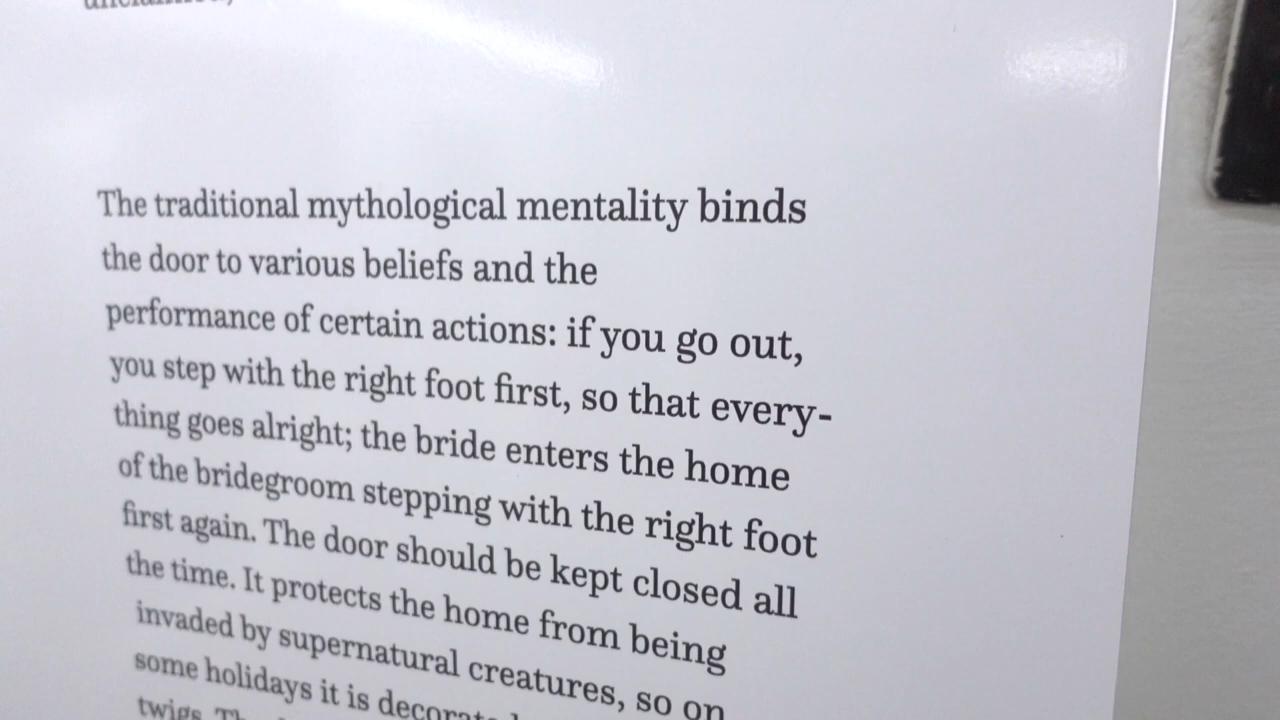 The traditional mythological mentality binds
the door to various beliefs and the
performance of certain actions: if you go out,
you step with the right foot first, so that every-
thing goes alright; the bride enters the home
of the bridegroom stepping with the right foot
first again. The door should be kept closed all
the time. It protects the home from being
invaded by supernatural creatures, so on
some holidays it is
twigs.